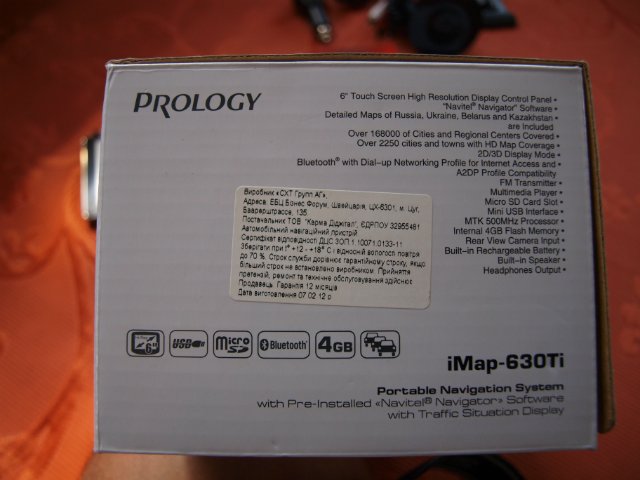 PROLOGY
6" Touch Screen High Resolution Display Control Panel •
"Navitel® Navigator" Software •
Detailed Maps of Russia, Ukraine, Belarus and Kazakhstan •
are Included
Over 168000 of Cities and Regional Centers Covered •
Over 2250 cities and towns with HD Map Coverage •
2D/3D Display Mode •
Bluetooth® with Dial-up Networking Profile for Internet Access and •
A2DP Profile Compatibility
FM Transmitter •
Multimedia Player •
Micro SD Card Slot •
Mini USB Interface •
MTK 500MHz Processor •
Internal 4GB Flash Memory •
Rear View Camera Input •
Built-in Rechargeable Battery •
Built-in Speaker •
Headphones Output •
Виробник «СХТ Групп АГ»,
Адреса: ЕБЦ Бізнес Форум, Швейцарія, ЦХ-6301, м. Цуг,
Баарерштрассе, 135
Постачальник ТОВ "Карма Діджітал", ЄДРПОУ 32955481
Автомобільний навігаційний пристрій
Сертифікат відповідності ДЦС ЗОП.1.10071.0133-11
Зберігати при t° +12 - +18° С і відносній вологості повітря
до 70 %. Строк служби дорівнює гарантійному строку, якщо
більший строк не встановлено виробником. Прийняття
претензій, ремонт та технічне обслуговування здійснює
Продавець. Гарантія 12 місяців
Дата виготовлення 07.02.12 р
6"
USB
micro SD
Bluetooth®
4GB
iMap-630Ti
Portable Navigation System
with Pre-Installed «Navitel® Navigator» Software
with Traffic Situation Display